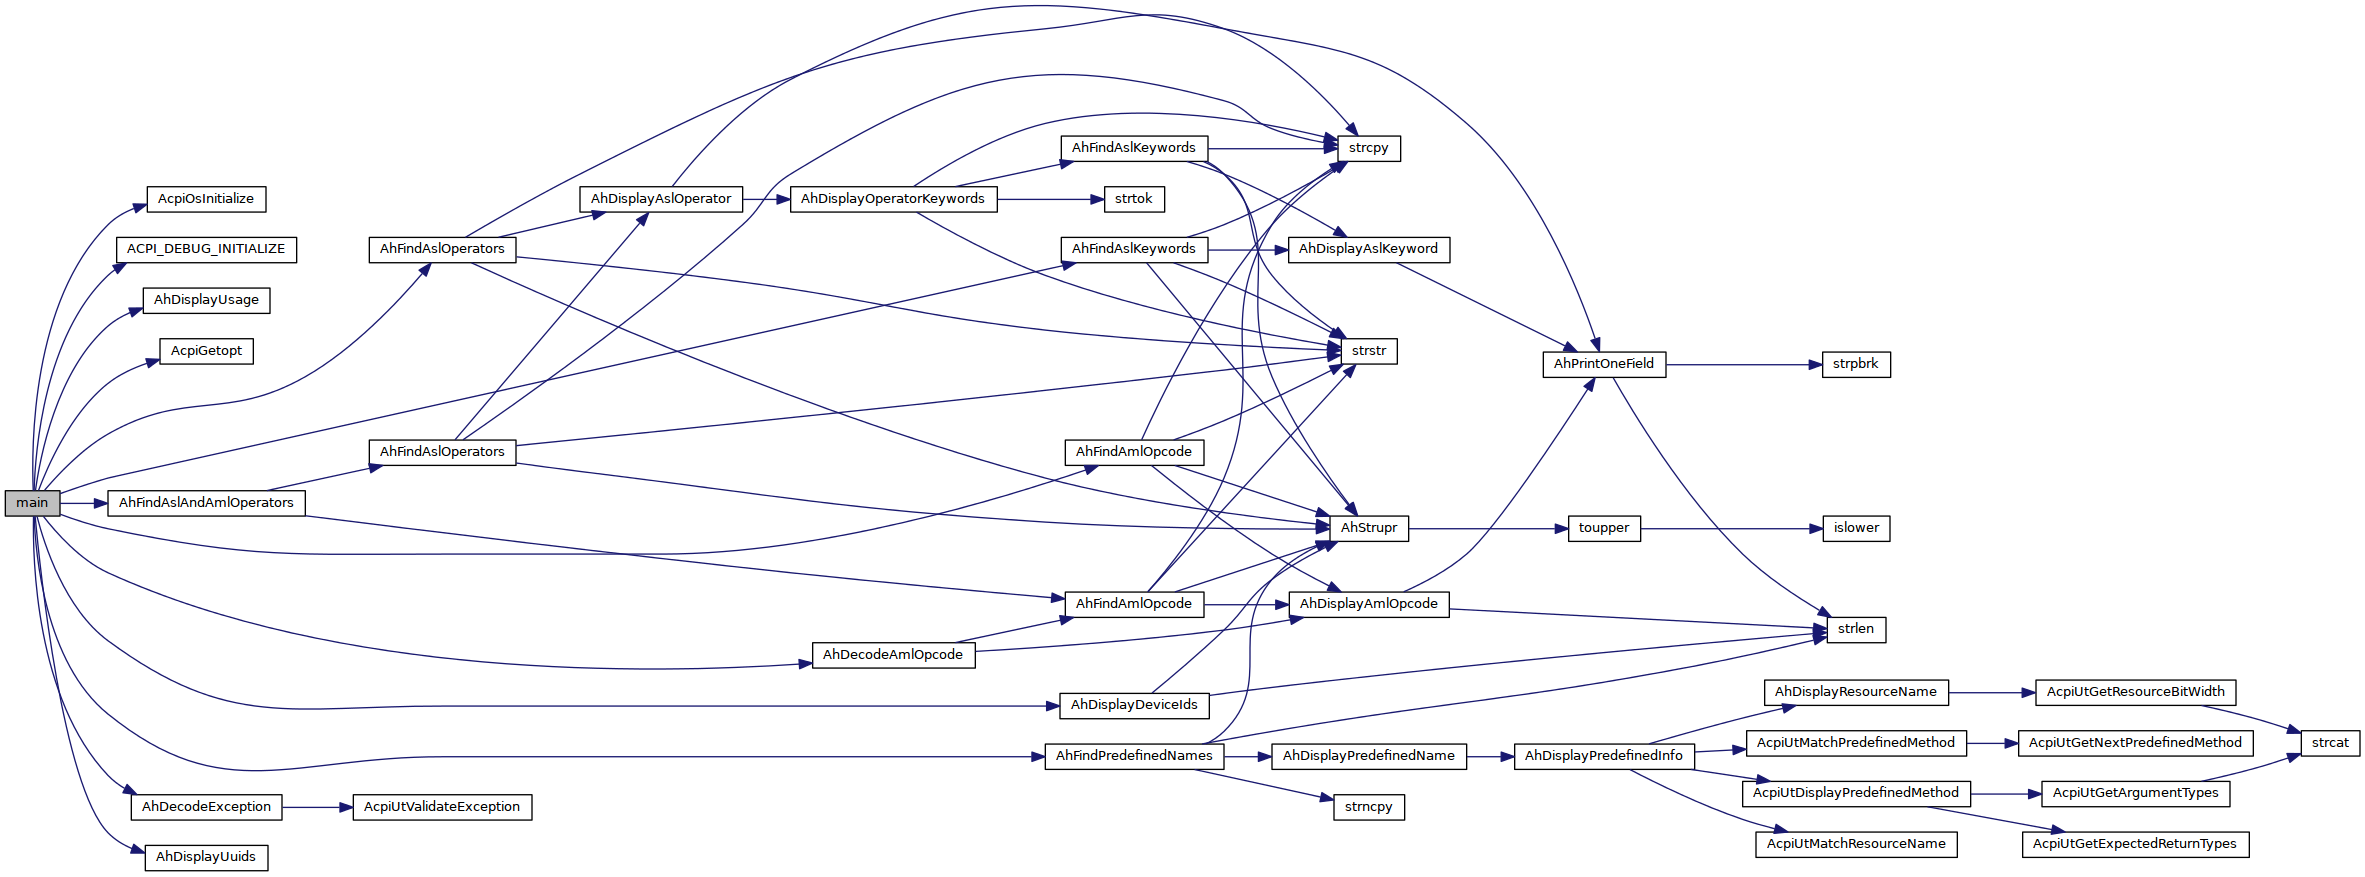 main
AcpiOsInitialize
ACPI_DEBUG_INITIALIZE
AhDisplayUsage
AcpiGetopt
AhFindAslAndAmlOperators
AhDecodeException
AcpiUtValidateException
AhDisplayUuids
AhFindAslOperators
AhFindAslOperators
AhDisplayAslOperator
AhDisplayOperatorKeywords
AhDecodeAmlOpcode
AhFindAslKeywords
strtok
AhFindAslKeywords
AhFindAmlOpcode
AhFindAmlOpcode
AhDisplayDeviceIds
AhFindPredefinedNames
strcpy
AhDisplayAslKeyword
strstr
AhStrupr
AhDisplayAmlOpcode
AhDisplayPredefinedName
strncpy
AhPrintOneField
toupper
AhDisplayPredefinedInfo
strpbrk
islower
strlen
AhDisplayResourceName
AcpiUtMatchPredefinedMethod
AcpiUtDisplayPredefinedMethod
AcpiUtMatchResourceName
AcpiUtGetResourceBitWidth
AcpiUtGetNextPredefinedMethod
AcpiUtGetArgumentTypes
AcpiUtGetExpectedReturnTypes
strcat